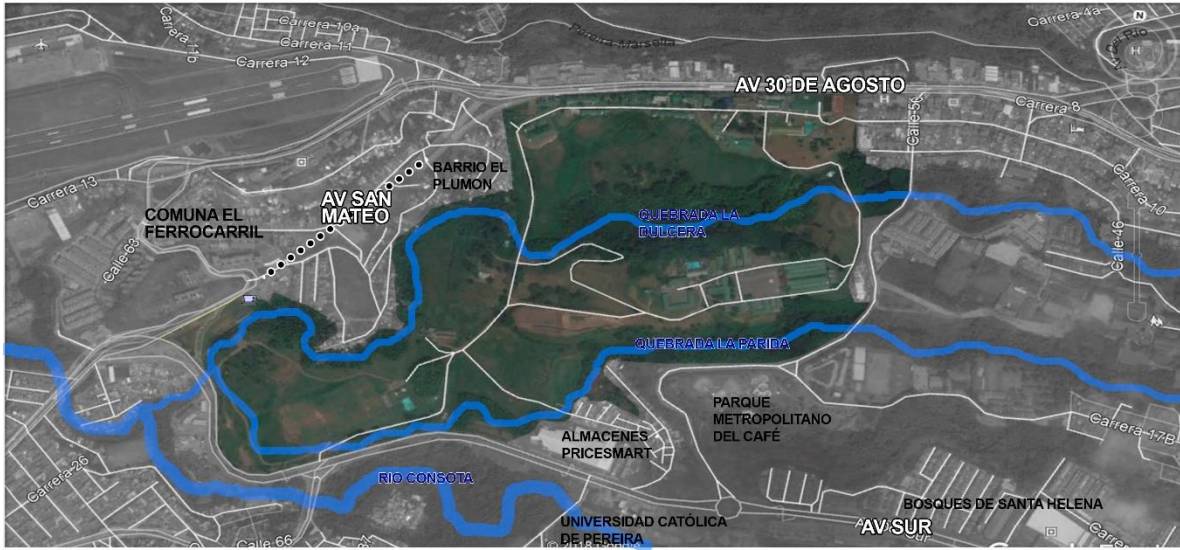 Carrera 10a
Carrera 11
Carrera 11b
Carrera 12
Pereira-Marsella
Carrera 4a
N
H
AV 30 DE AGOSTO
H
Carrera 8
Calle 50
Carrera 13
BARRIO EL
PLUMON
AV SAN
MATEO
COMUNA EL
FERROCARRIL
Calle 63
QUEBRADA LA
DULCERA
Carrera 10
Calle 46
QUEBRADA LA PARIDA
PARQUE
METROPOLITANO
DEL CAFÉ
ALMACENES
PRICESMART
Carrera 17B
Carrera 26
RIO CONSOTA
BOSQUES DE SANTA HELENA
UNIVERSIDAD CATÓLICA
DE PEREIRA
AV SUR
Calle 66